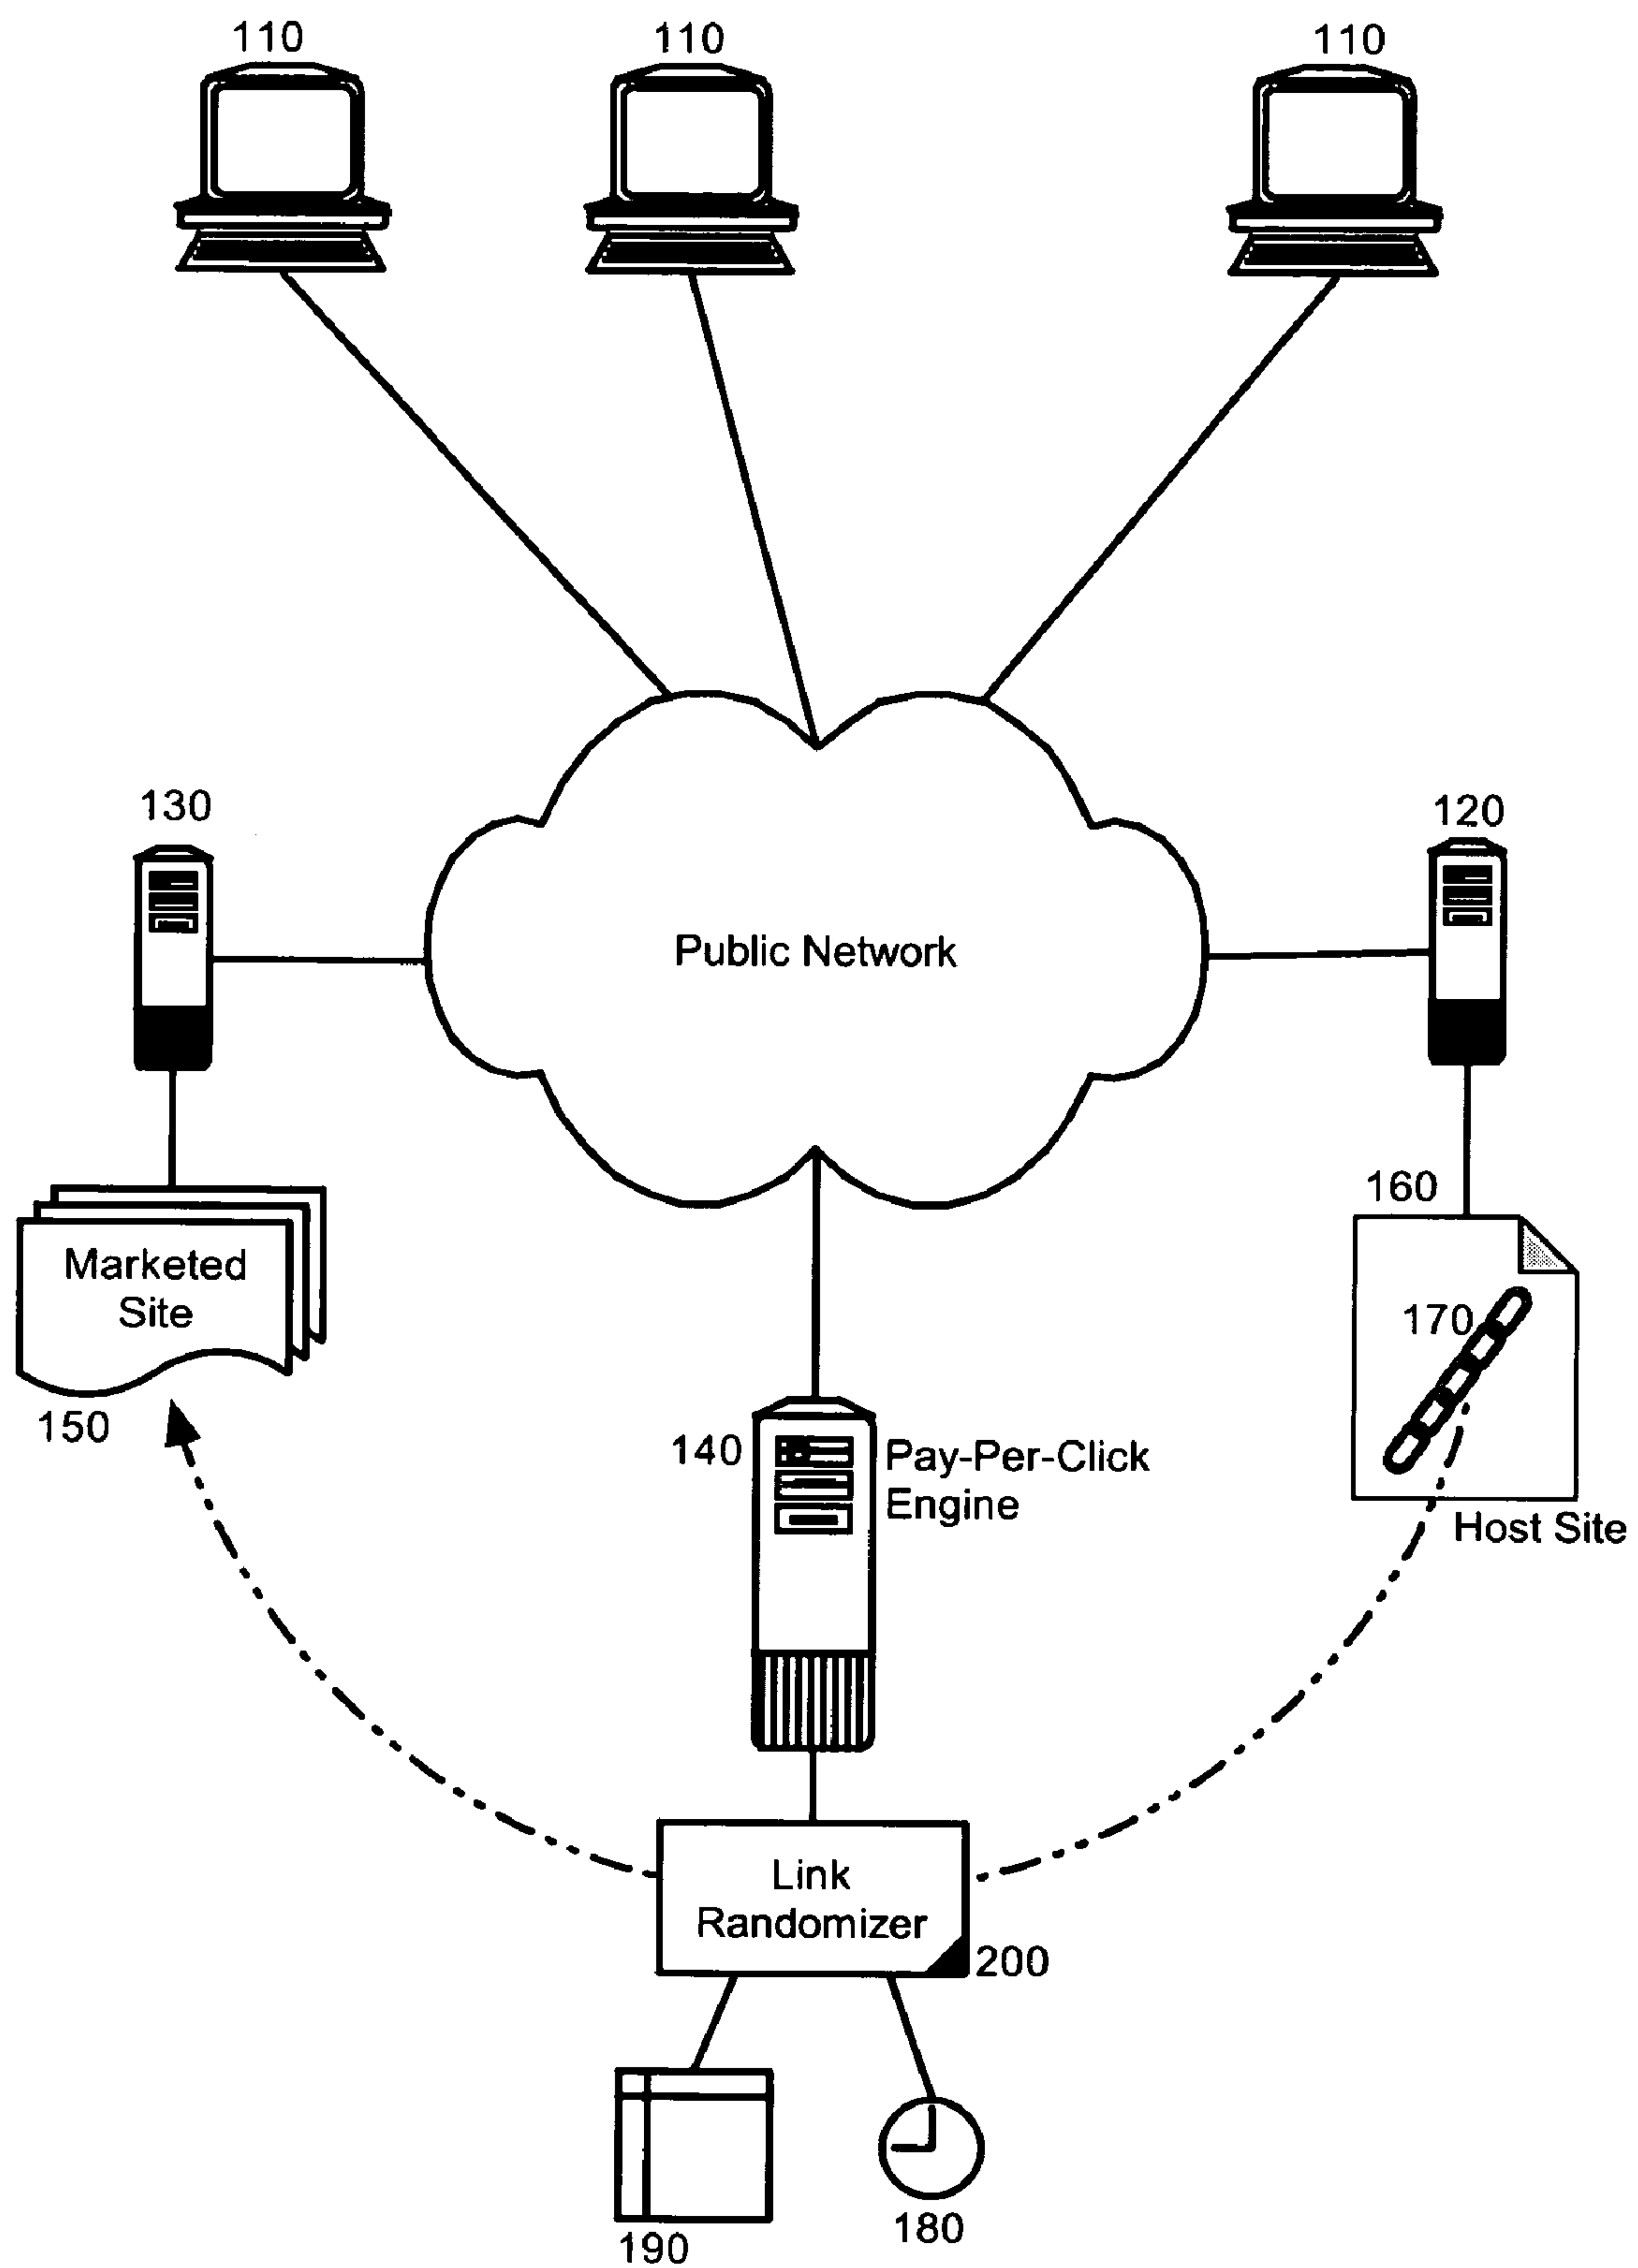 110
110
110
130
120
Public Network
160
Marketed
Site
170
150
140
Pay-Per-Click
Engine
Host Site
Link
Randomizer
200
190
180